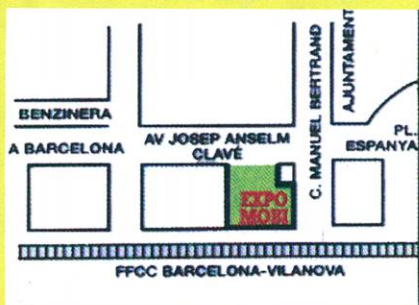 BENZINERA
A BARCELONA
AV JOSEP ANSELM
CLAVÉ
C. MANUEL BERTRAND
AJUNTAMENT
PL.
ESPANYA
EXPO
MOBI
FFCC BARCELONA-VILANOVA